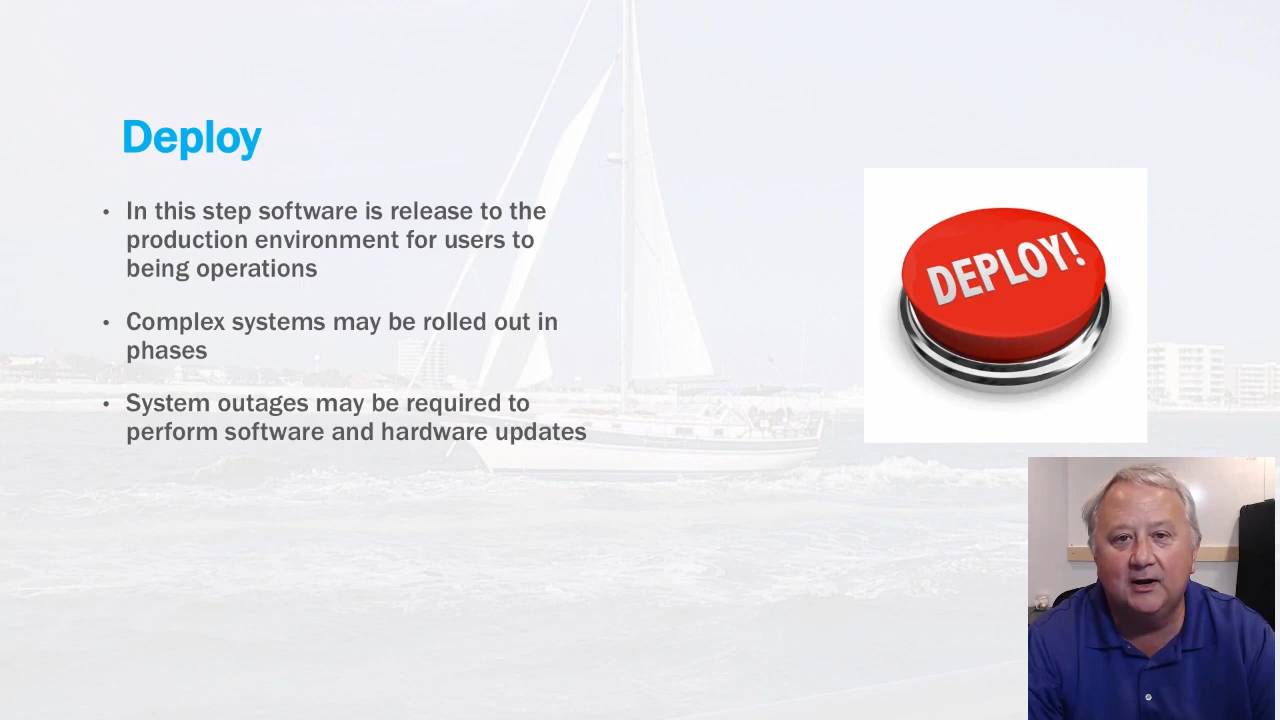 Deploy
• In this step software is release to the
production environment for users to
being operations
• Complex systems may be rolled out in
phases
• System outages may be required to
perform software and hardware updates
DEPLOY!